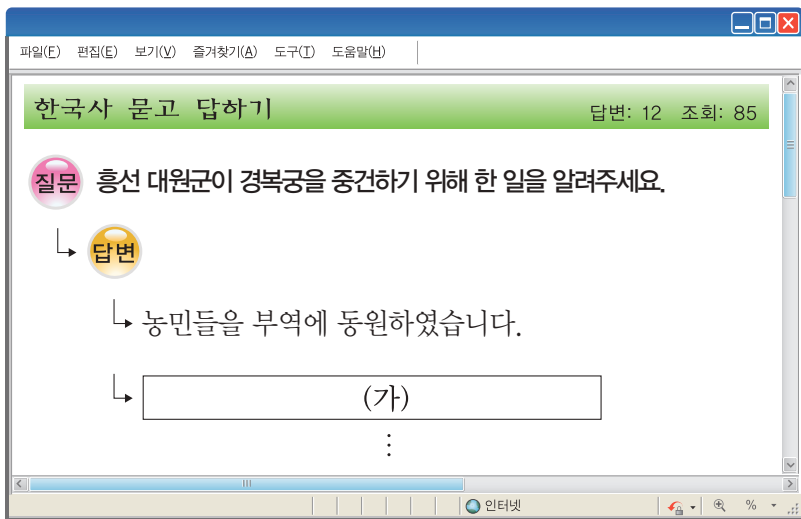 파일(F) 편집(E) 보기(V) 즐겨찾기(A) 도구(T) 도움말(H)
한국사 묻고 답하기 답변: 12 조회: 85
질문 흥선 대원군이 경복궁을 중건하기 위해 한 일을 알려주세요.
답변
농민들을 부역에 동원하였습니다.
(가)
⋮
인터넷 %